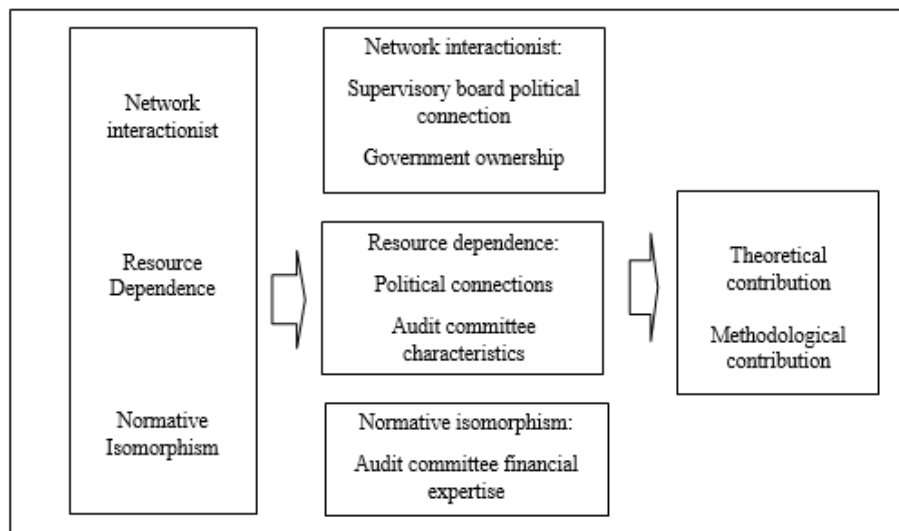 Network
interactionist
Resource
Dependence
Normative
Isomorphism
Network interactionist:
Supervisory board political
connection
Government ownership
Resource dependence:
Political connections
Audit committee
characteristics
Normative isomorphism:
Audit committee financial
expertise
Theoretical
contribution
Methodological
contribution